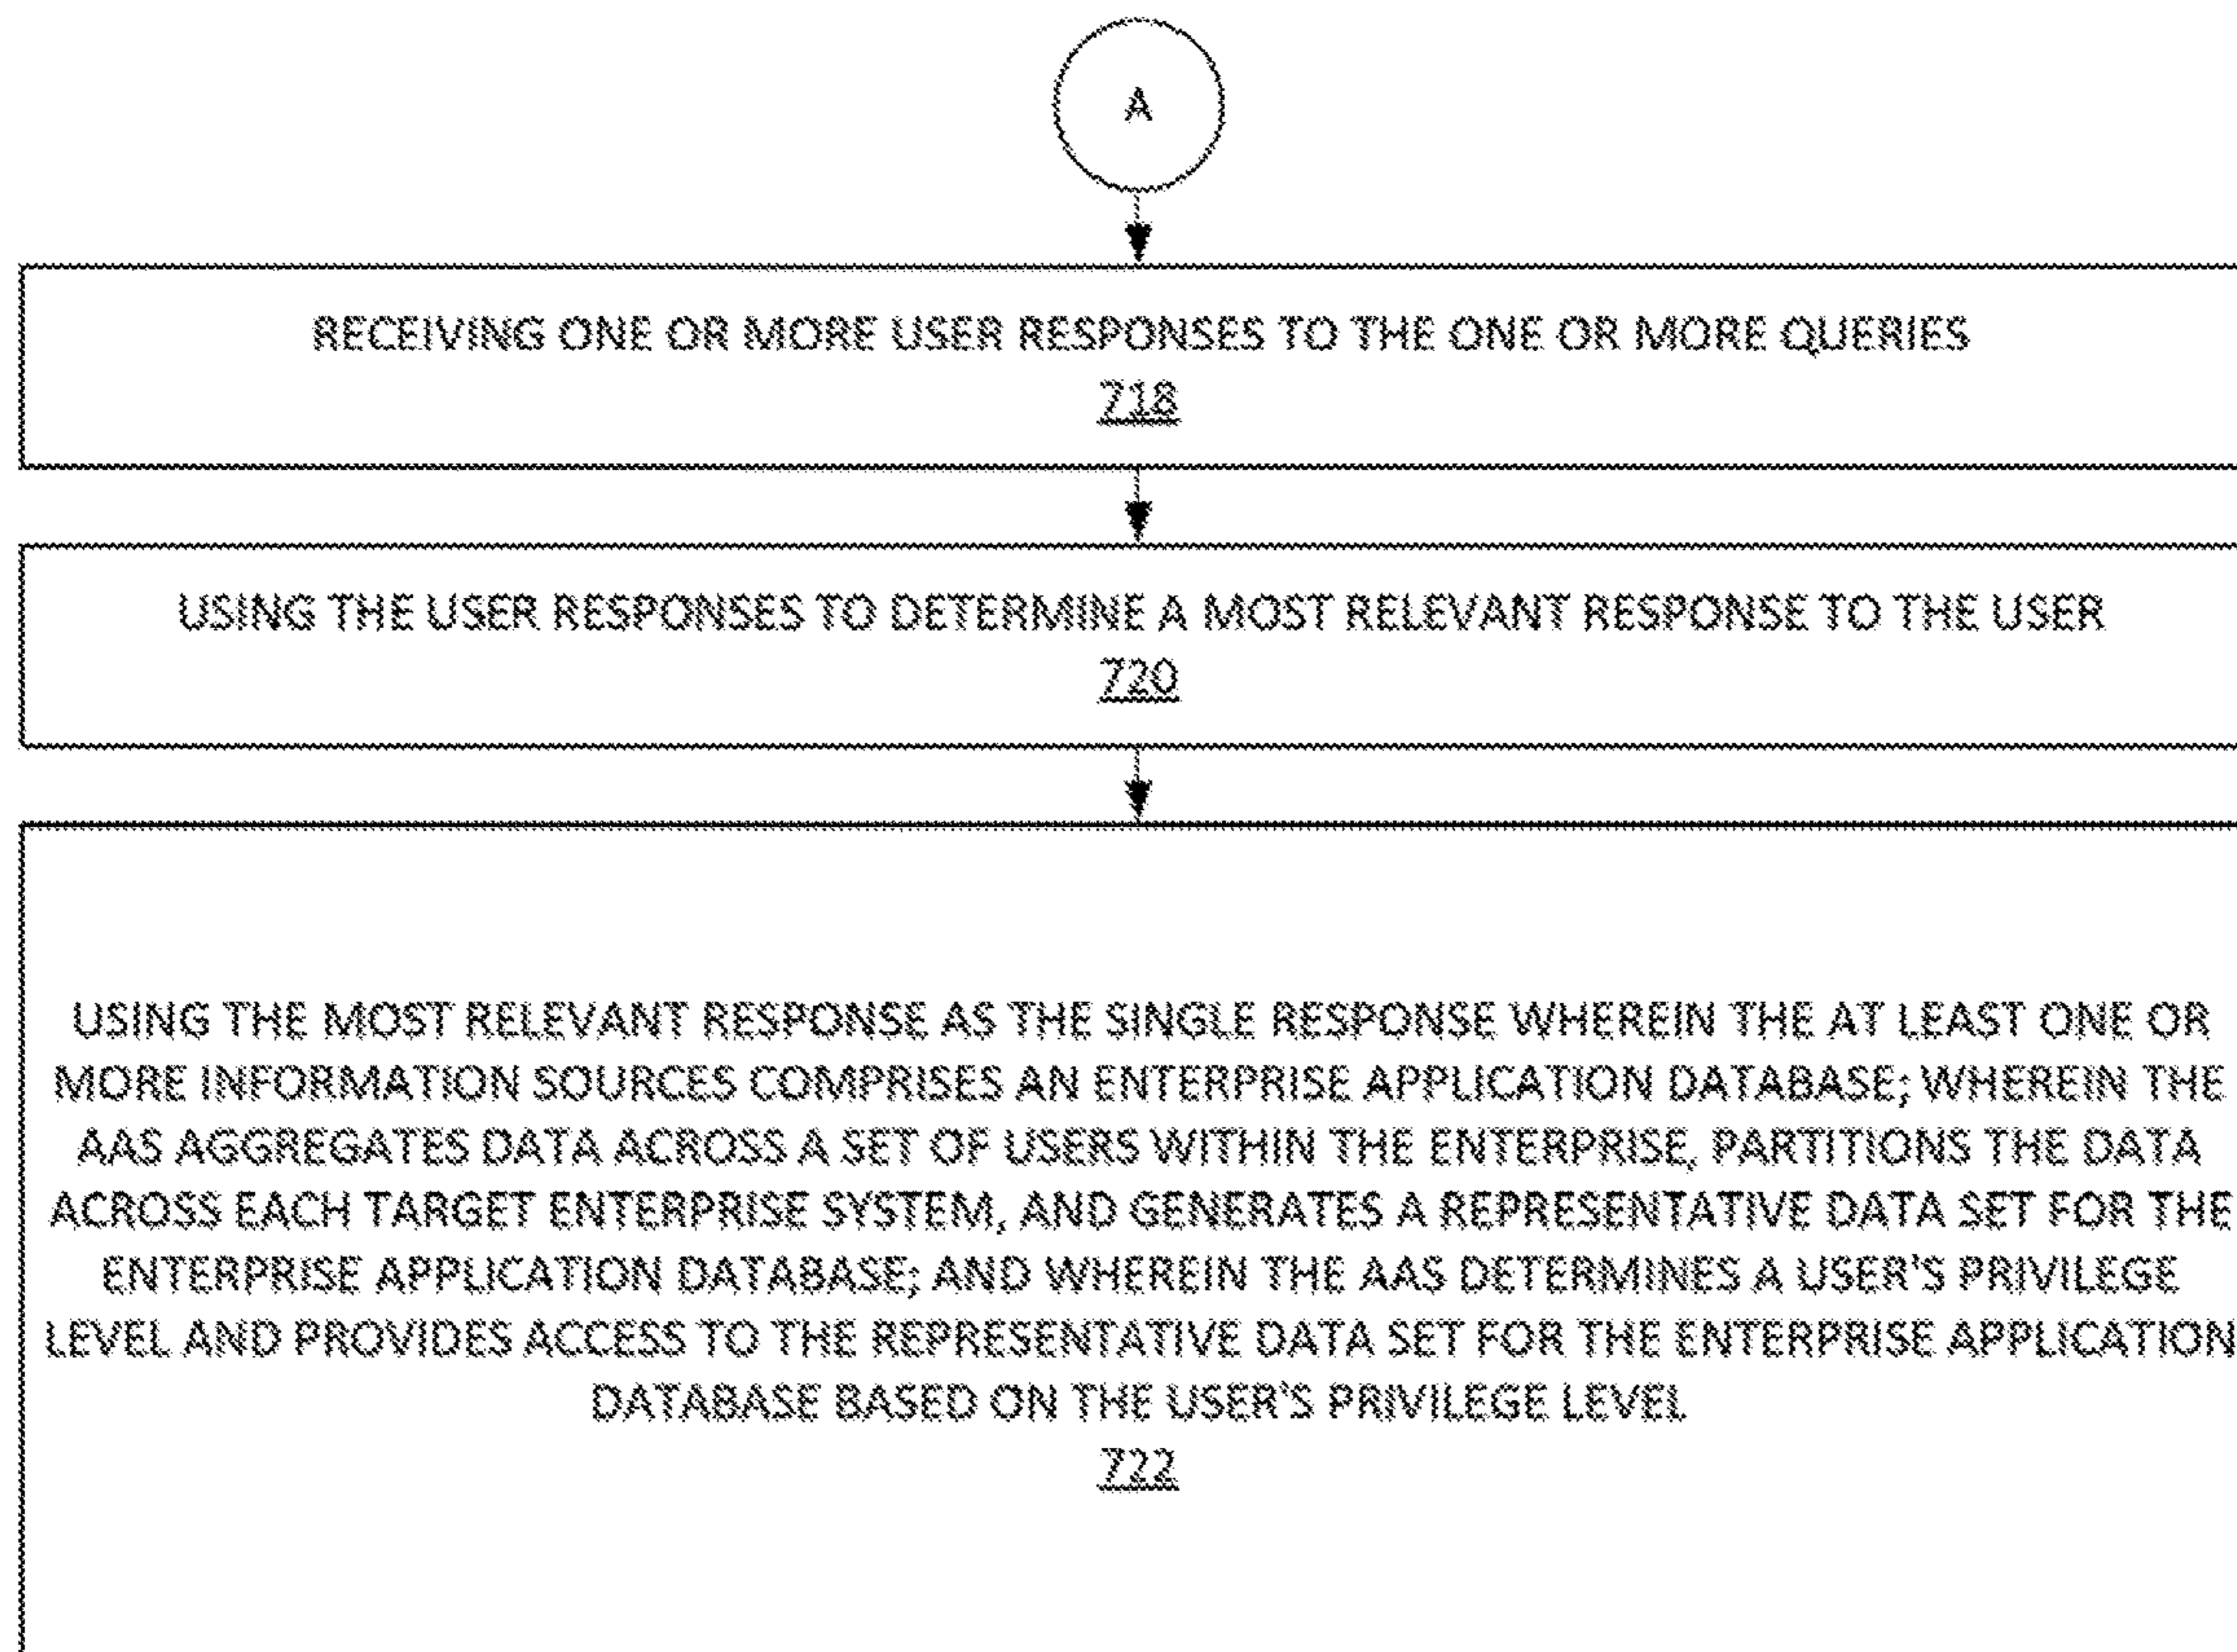 A
RECEIVING ONE OR MORE USER RESPONSES TO THE ONE OR MORE QUERIES
718
USING THE USER RESPONSES TO DETERMINE A MOST RELEVANT RESPONSE TO THE USER
720
USING THE MOST RELEVANT RESPONSE AS THE SINGLE RESPONSE WHEREIN THE AT LEAST ONE OR
MORE INFORMATION SOURCES COMPRISES AN ENTERPRISE APPLICATION DATABASE; WHEREIN THE
AAS AGGREGATES DATA ACROSS A SET OF USERS WITHIN THE ENTERPRISE, PARTITIONS THE DATA
ACROSS EACH TARGET ENTERPRISE SYSTEM, AND GENERATES A REPRESENTATIVE DATA SET FOR THE
ENTERPRISE APPLICATION DATABASE; AND WHEREIN THE AAS DETERMINES A USER'S PRIVILEGE
LEVEL AND PROVIDES ACCESS TO THE REPRESENTATIVE DATA SET FOR THE ENTERPRISE APPLICATION
DATABASE BASED ON THE USER'S PRIVILEGE LEVEL
722